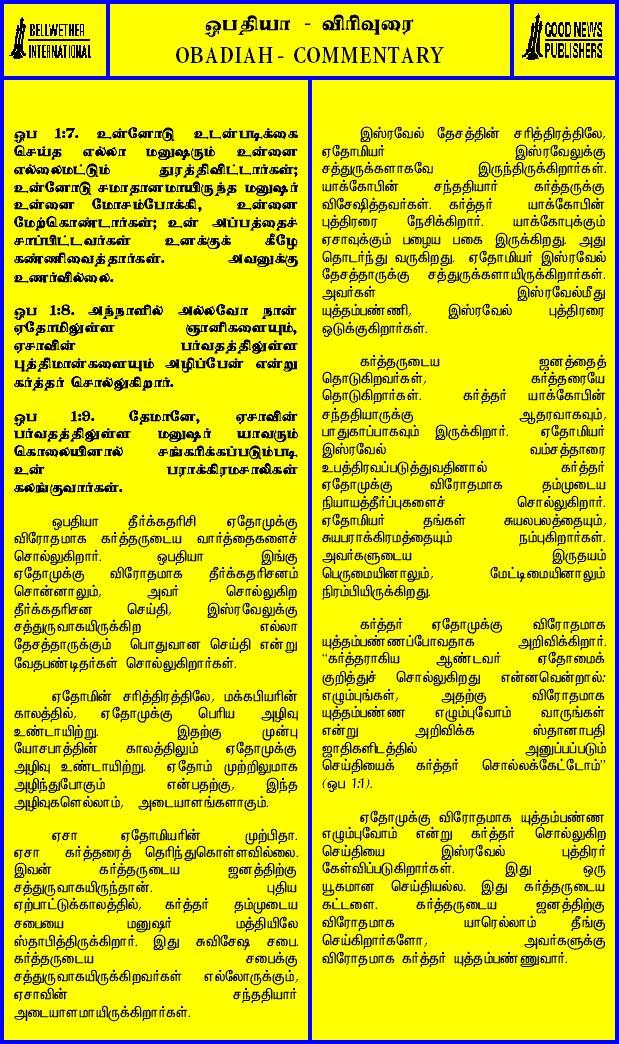 BELLWETHER
INTERNATIONAL
ஒபதியா - விரிவுரை
OBADIAH - COMMENTARY
GOOD NEWS
PUBLISHERS
ஒப 1:7. உன்னோடு உடன்படிக்கை
செய்த எல்லா மனுஷரும் உன்னை
எல்லைமட்டும் துரத்திவிட்டார்கள்;
உன்னோடு சமாதானமாயிருந்த மனுஷர்
உன்னை மோசம்போக்கி, உன்னை
மேற்கொண்டார்கள்; உன் அப்பத்தைச்
சாப்பிட்டவர்கள் உனக்குக் கீழே
கண்ணிவைத்தார்கள். அவனுக்கு
உணர்வில்லை.
ஒப 1:8. அந்நாளில் அல்லவோ நான்
ஏதோமிலுள்ள ஞானிகளையும்,
ஏசாவின் பர்வதத்திலுள்ள
புத்திமான்களையும் அழிப்பேன் என்று
கர்த்தர் சொல்லுகிறார்.
ஒப 1:9. தேமானே, ஏசாவின்
பர்வதத்திலுள்ள மனுஷர் யாவரும்
கொலையினால் சங்கரிக்கப்படும்படி
உன் பராக்கிரமசாலிகள்
கலங்குவார்கள்.
ஒபதியா தீர்க்கதரிசி ஏதோமுக்கு
விரோதமாக கர்த்தருடைய வார்த்தைகளைச்
சொல்லுகிறார். ஒபதியா இங்கு
ஏதோமுக்கு விரோதமாக தீர்க்கதரிசனம்
சொன்னாலும், அவர் சொல்லுகிற
தீர்க்கதரிசன செய்தி, இஸ்ரவேலுக்கு
சத்துருவாகயிருக்கிற எல்லா
தேசத்தாருக்கும் பொதுவான செய்தி என்று
வேதபண்டிதர்கள் சொல்லுகிறார்கள்.
ஏதோமின் சரித்திரத்திலே, மக்கபியரின்
காலத்தில், ஏதோமுக்கு பெரிய அழிவு
உண்டாயிற்று. இதற்கு முன்பு
யோசபாத்தின் காலத்திலும் ஏதோமுக்கு
அழிவு உண்டாயிற்று. ஏதோம் முற்றிலுமாக
அழிந்துபோகும் என்பதற்கு, இந்த
அழிவுகளெல்லாம், அடையாளங்களாகும்.
ஏசா ஏதோமியரின் முற்பிதா.
ஏசா கர்த்தரைத் தெரிந்துகொள்ளவில்லை.
இவன் கர்த்தருடைய ஜனத்திற்கு
சத்துருவாகயிருந்தான். புதிய
ஏற்பாட்டுக்காலத்தில், கர்த்தர் தம்முடைய
சபையை மனுஷர் மத்தியிலே
ஸ்தாபித்திருக்கிறார். இது சுவிசேஷ சபை.
கர்த்தருடைய சபைக்கு
சத்துருவாகயிருக்கிறவர்கள் எல்லோருக்கும்,
ஏசாவின் சந்ததியார்
அடையாளமாயிருக்கிறார்கள்.
இஸ்ரவேல் தேசத்தின் சரித்திரத்திலே,
ஏதோமியர் இஸ்ரவேலுக்கு
சத்துருக்களாகவே இருந்திருக்கிறார்கள்.
யாக்கோபின் சந்ததியார் கர்த்தருக்கு
விசேஷித்தவர்கள். கர்த்தர் யாக்கோபின்
புத்திரரை நேசிக்கிறார். யாக்கோபுக்கும்
ஏசாவுக்கும் பழைய பகை இருக்கிறது. அது
தொடர்ந்து வருகிறது. ஏதோமியர் இஸ்ரவேல்
தேசத்தாருக்கு சத்துருக்களாயிருக்கிறார்கள்.
அவர்கள் இஸ்ரவேல்மீது
யுத்தம்பண்ணி, இஸ்ரவேல் புத்திரரை
ஒடுக்குகிறார்கள்.
கர்த்தருடைய ஜனத்தைத்
தொடுகிறவர்கள், கர்த்தரையே
தொடுகிறார்கள். கர்த்தர் யாக்கோபின்
சந்ததியாருக்கு ஆதரவாகவும்,
பாதுகாப்பாகவும் இருக்கிறார். ஏதோமியர்
இஸ்ரவேல் வம்சத்தாரை
உபத்திரவப்படுத்துவதினால் கர்த்தர்
ஏதோமுக்கு விரோதமாக தம்முடைய
நியாயத்தீர்ப்புகளைச் சொல்லுகிறார்.
ஏதோமியர் தங்கள் சுயபலத்தையும்,
சுயபராக்கிரமத்தையும் நம்புகிறார்கள்.
அவர்களுடைய இருதயம்
பெருமையினாலும், மேட்டிமையினாலும்
நிரம்பியிருக்கிறது.
கர்த்தர் ஏதோமுக்கு விரோதமாக
யுத்தம்பண்ணப்போவதாக அறிவிக்கிறார்.
“கர்த்தராகிய ஆண்டவர் ஏதோமைக்
குறித்துச் சொல்லுகிறது என்னவென்றால்:
எழும்புங்கள், அதற்கு விரோதமாக
யுத்தம்பண்ண எழும்புவோம் வாருங்கள்
என்று அறிவிக்க ஸ்தானாபதி
ஜாதிகளிடத்தில் அனுப்பப்படும்
செய்தியைக் கர்த்தர் சொல்லக்கேட்டோம்”
(ஒப 1:1).
ஏதோமுக்கு விரோதமாக யுத்தம்பண்ண
எழும்புவோம் என்று கர்த்தர் சொல்லுகிற
செய்தியை இஸ்ரவேல் புத்திரர்
கேள்விப்படுகிறார்கள். இது ஒரு
யூகமான செய்தியல்ல. இது கர்த்தருடைய
கட்டளை. கர்த்தருடைய ஜனத்திற்கு
விரோதமாக யாரெல்லாம் தீங்கு
செய்கிறார்களோ, அவர்களுக்கு
விரோதமாக கர்த்தர் யுத்தம்பண்ணுவார்.